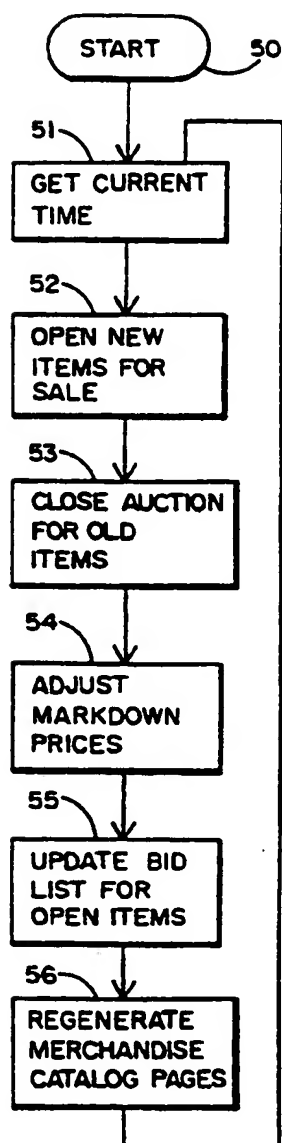 START
50
51
GET CURRENT
TIME
52
OPEN NEW
ITEMS FOR
SALE
53
CLOSE AUCTION
FOR OLD
ITEMS
54
ADJUST
MARKDOWN
PRICES
55
UPDATE BID
LIST FOR
OPEN ITEMS
56
REGENERATE
MERCHANDISE
CATALOG PAGES